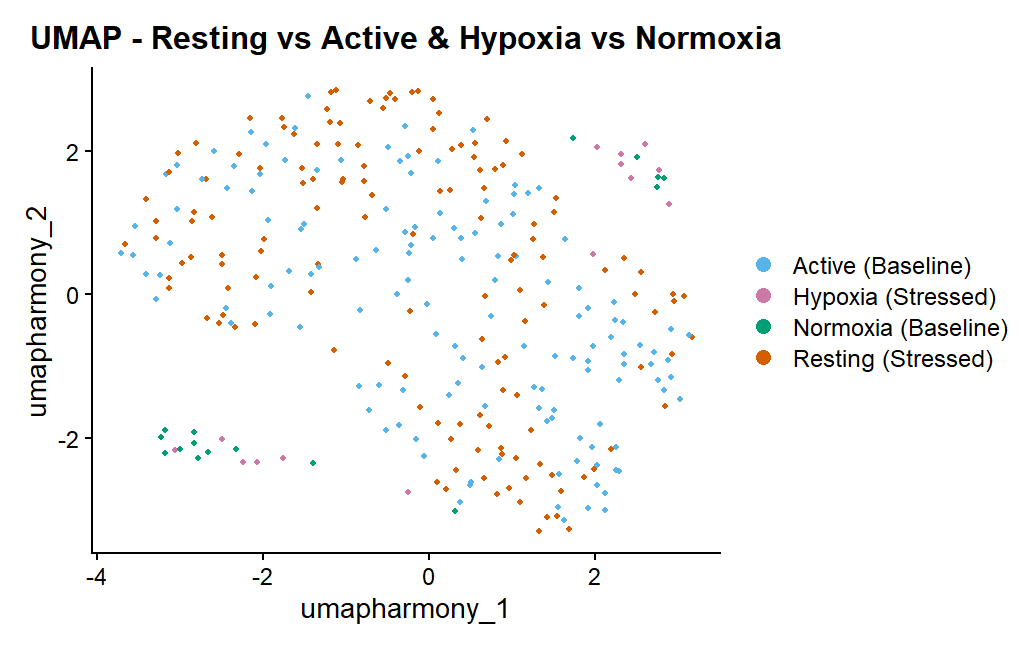 UMAP - Resting vs Active & Hypoxia vs Normoxia
umapharmony_2
2
0
-2
-4
-2
0
2
umapharmony_1
Active (Baseline)
Hypoxia (Stressed)
Normoxia (Baseline)
Resting (Stressed)